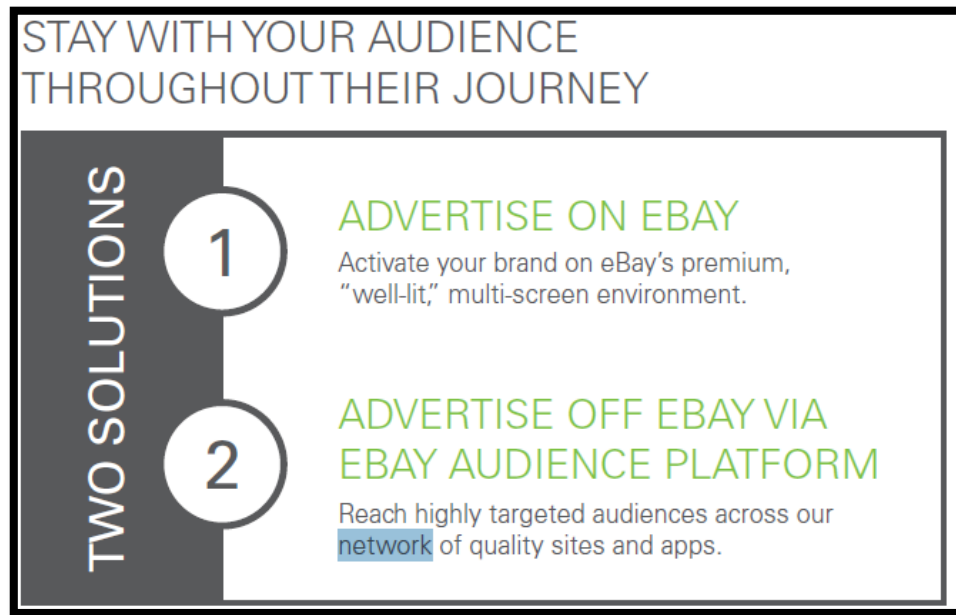 STAY WITH YOUR AUDIENCE
THROUGHOUT THEIR JOURNEY
TWO SOLUTIONS
1
ADVERTISE ON EBAY
Activate your brand on eBay's premium,
“well-lit,” multi-screen environment.
2
ADVERTISE OFF EBAY VIA
EBAY AUDIENCE PLATFORM
Reach highly targeted audiences across our
network of quality sites and apps.